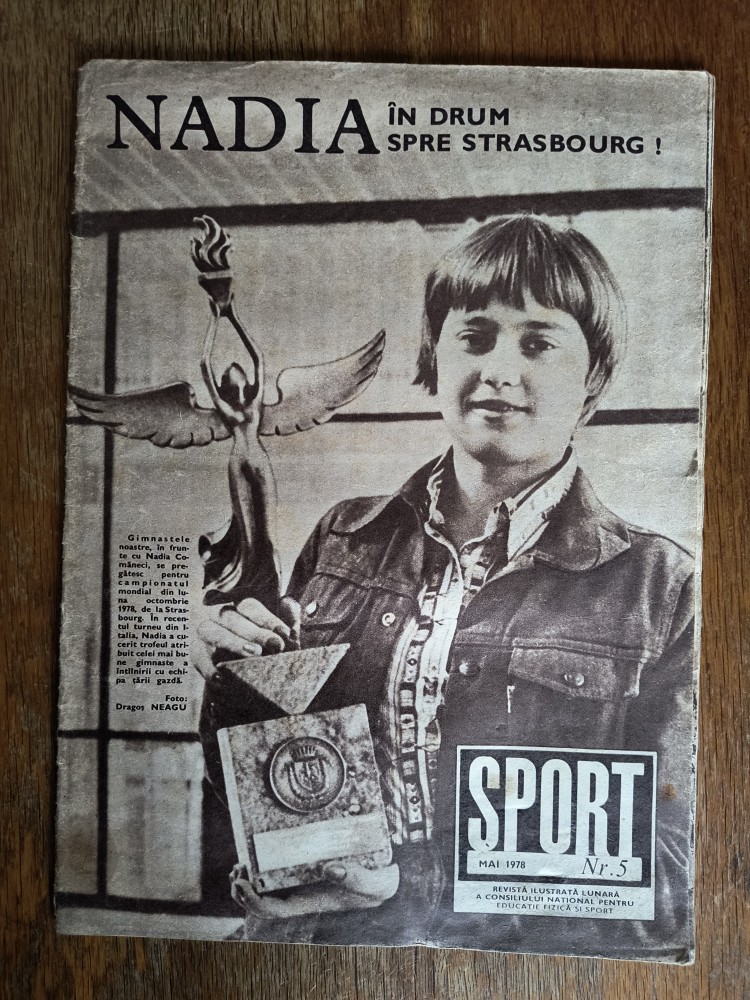 NADIA
ÎN DRUM
SPRE STRASBOURG !
Gimnastele
noastre, în frun-
te cu Nadia Co-
măneci, se pre-
gătesc pentru
campionatul
mondial din lu-
na octombrie
1978, de la Stras-
bourg. În recen-
tul turneu din I-
talia, Nadia a cu-
cerit trofeul atri-
buit celei mai bu-
ne gimnaste a
întîlnirii cu echi-
pa țării gazdă.
Foto:
Dragoș NEAGU
SPORT
MAI 1978
Nr. 5
REVISTĂ ILUSTRATĂ LUNARĂ
A CONSILIULUI NAȚIONAL PENTRU
EDUCAȚIE FIZICĂ ȘI SPORT